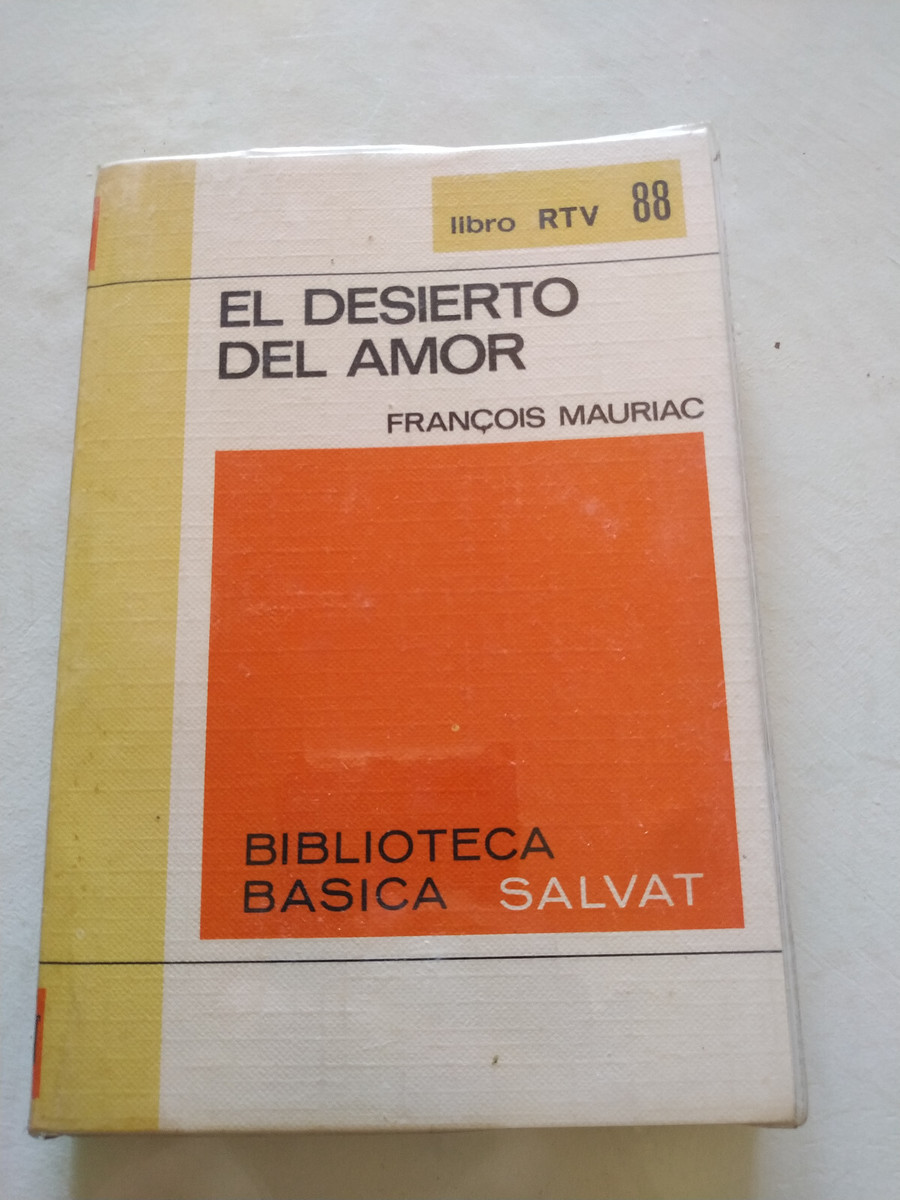 libro RTV 88
EL DESIERTO
DEL AMOR
FRANÇOIS MAURIAC
BIBLIOTECA
BASICA SALVAT